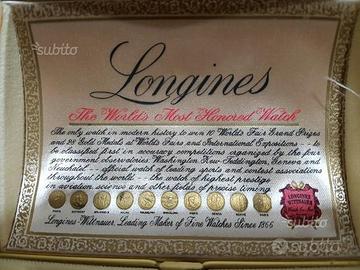 subito
Longines
The World's Most Honored Watch
The only watch in modern history to win 10 World's Fair Grand Prizes
and 28 Gold Medals at World's Fairs and International Expositions -- to
be classified first in accuracy competitions organized by the four
government observatories: Washington, Kew-Teddington, Geneva and
Neuchatel -- official watch of leading sports and contest associations
throughout the world -- the watch of highest prestige
in aviation science and other fields of precise timing
LONGINES
WITTNAUER
Longines-Wittnauer, Leading Maker of Fine Watches Since 1866
subito